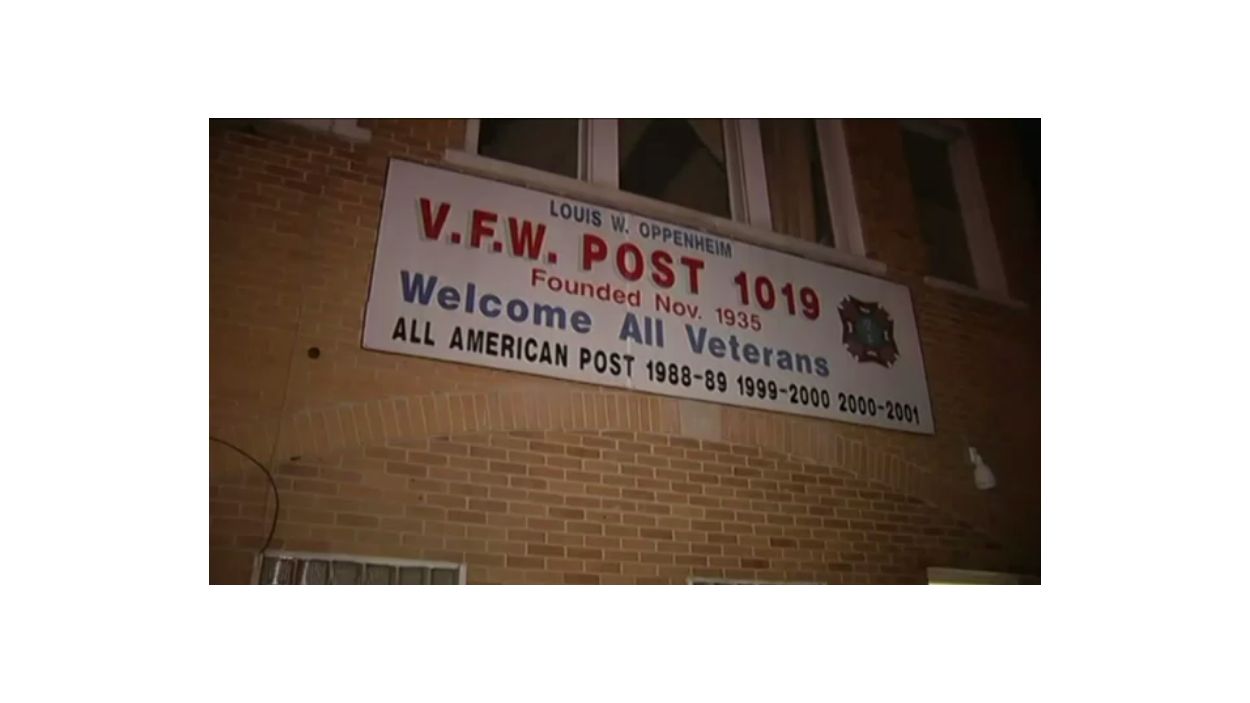 LOUIS W. OPPENHEIM
V.F.W. POST 1019
Founded Nov. 1935
Welcome All Veterans
ALL AMERICAN POST 1988-89 1999-2000 2000-2001